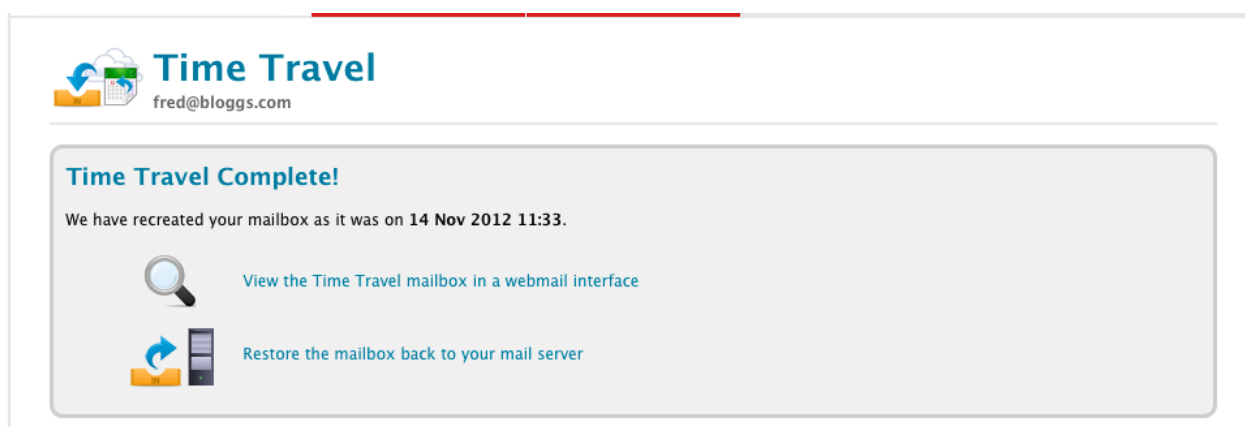 Time Travel
fred@bloggs.com
Time Travel Complete!
We have recreated your mailbox as it was on 14 Nov 2012 11:33.
View the Time Travel mailbox in a webmail interface
IN
Restore the mailbox back to your mail server